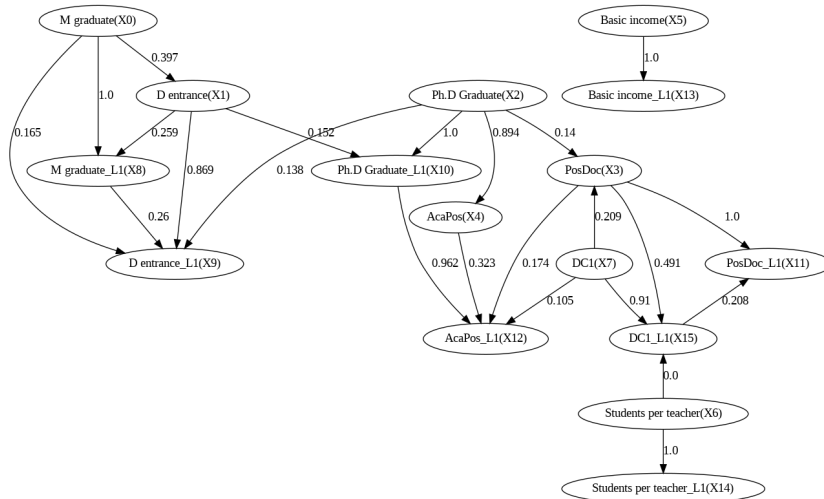 M graduate(X0)
Basic income(X5)
0.397
1.0
D entrance(X1)
Ph.D Graduate(X2)
Basic income_L1(X13)
0.165
1.0
0.259
0.152
1.0
0.894
0.14
M graduate_L1(X8)
0.869
0.138
Ph.D Graduate_L1(X10)
PosDoc(X3)
0.26
AcaPos(X4)
0.209
1.0
D entrance_L1(X9)
0.962
0.323
0.174
DC1(X7)
0.491
PosDoc_L1(X11)
0.105
0.91
0.208
AcaPos_L1(X12)
DC1_L1(X15)
0.0
Students per teacher(X6)
1.0
Students per teacher_L1(X14)